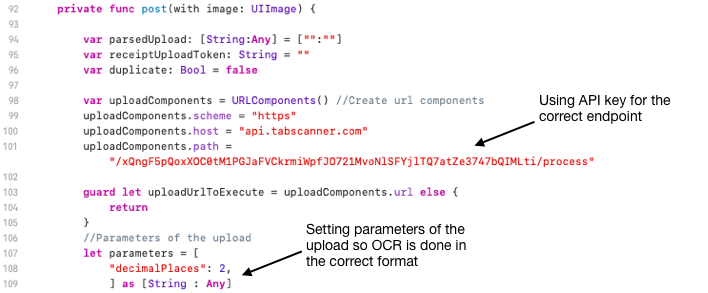 92 private func post(with image: UIImage) {
93
94 var parsedUpload: [String:Any] = ["":""]
95 var receiptUploadToken: String = ""
96 var duplicate: Bool = false
97
98 var uploadComponents = URLComponents() //Create url components
99 uploadComponents.scheme = "https"
100 uploadComponents.host = "api.tabscanner.com"
101 uploadComponents.path =
"/xQngF5pQoxXOC0tM1PGJaFVCkrmiWpfJO721MvoNlSFYjlTQ7atZe3747bQIMLti/process"
Using API key for the
correct endpoint
102
103 guard let uploadUrlToExecute = uploadComponents.url else {
104 return
105 }
106 //Parameters of the upload
107 let parameters = [
108 "decimalPlaces": 2,
109 ] as [String : Any]
Setting parameters of the
upload so OCR is done in
the correct format